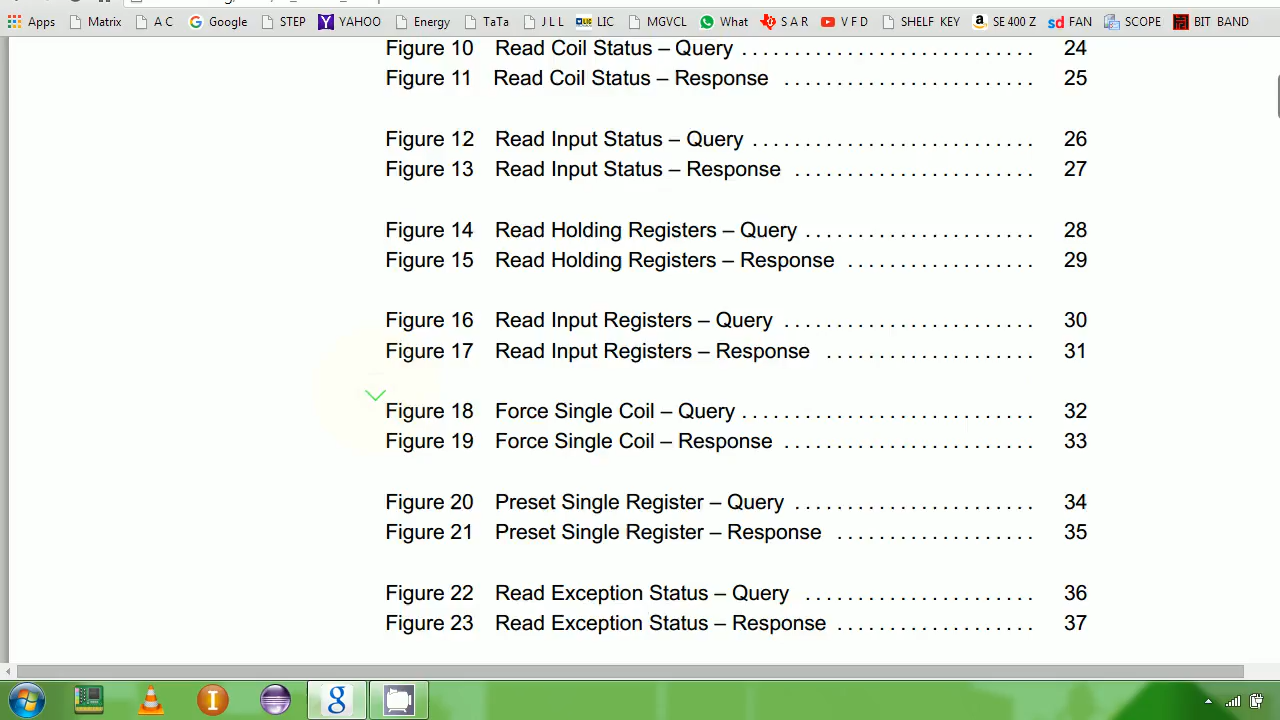 Apps Matrix A C Google STEP YAHOO Energy TaTa J L L LIC MGVCL What S A R V F D SHELF KEY SE 400 Z FAN SCOPE BIT BAND
Figure 10 Read Coil Status – Query . . . . . . . . . . . . . . . . . . . . . . . . . . . . 24
Figure 11 Read Coil Status – Response . . . . . . . . . . . . . . . . . . . . . . . . 25
Figure 12 Read Input Status – Query . . . . . . . . . . . . . . . . . . . . . . . . . . . 26
Figure 13 Read Input Status – Response . . . . . . . . . . . . . . . . . . . . . . . 27
Figure 14 Read Holding Registers – Query . . . . . . . . . . . . . . . . . . . . . . 28
Figure 15 Read Holding Registers – Response . . . . . . . . . . . . . . . . . . 29
Figure 16 Read Input Registers – Query . . . . . . . . . . . . . . . . . . . . . . . . 30
Figure 17 Read Input Registers – Response . . . . . . . . . . . . . . . . . . . . 31
Figure 18 Force Single Coil – Query . . . . . . . . . . . . . . . . . . . . . . . . . . . . 32
Figure 19 Force Single Coil – Response . . . . . . . . . . . . . . . . . . . . . . . . 33
Figure 20 Preset Single Register – Query . . . . . . . . . . . . . . . . . . . . . . . 34
Figure 21 Preset Single Register – Response . . . . . . . . . . . . . . . . . . . 35
Figure 22 Read Exception Status – Query . . . . . . . . . . . . . . . . . . . . . . 36
Figure 23 Read Exception Status – Response . . . . . . . . . . . . . . . . . . . 37